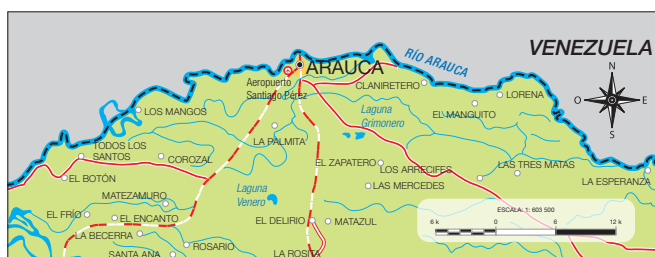 VENEZUELA
RÍO ARAUCA
N
O
E
S
ARAUCA
Aeropuerto
Santiago Pérez
CLANIRETERO
LORENA
EL MANGUITO
LOS MANGOS
Laguna
Grimonero
LA PALMITA
TODOS LOS
SANTOS
COROZAL
EL ZAPATERO
LOS ARRECIFES
LAS TRES MATAS
EL BOTÓN
LAS MERCEDES
LA ESPERANZA
MATEZAMURO
Laguna
Venero
EL FRÍO
EL ENCANTO
EL DELIRIO
MATAZUL
ESCALA: 1: 603 500
6 k
0
6
12 k
LA BECERRA
ROSARIO
SANTA ANA
LA ROSITA